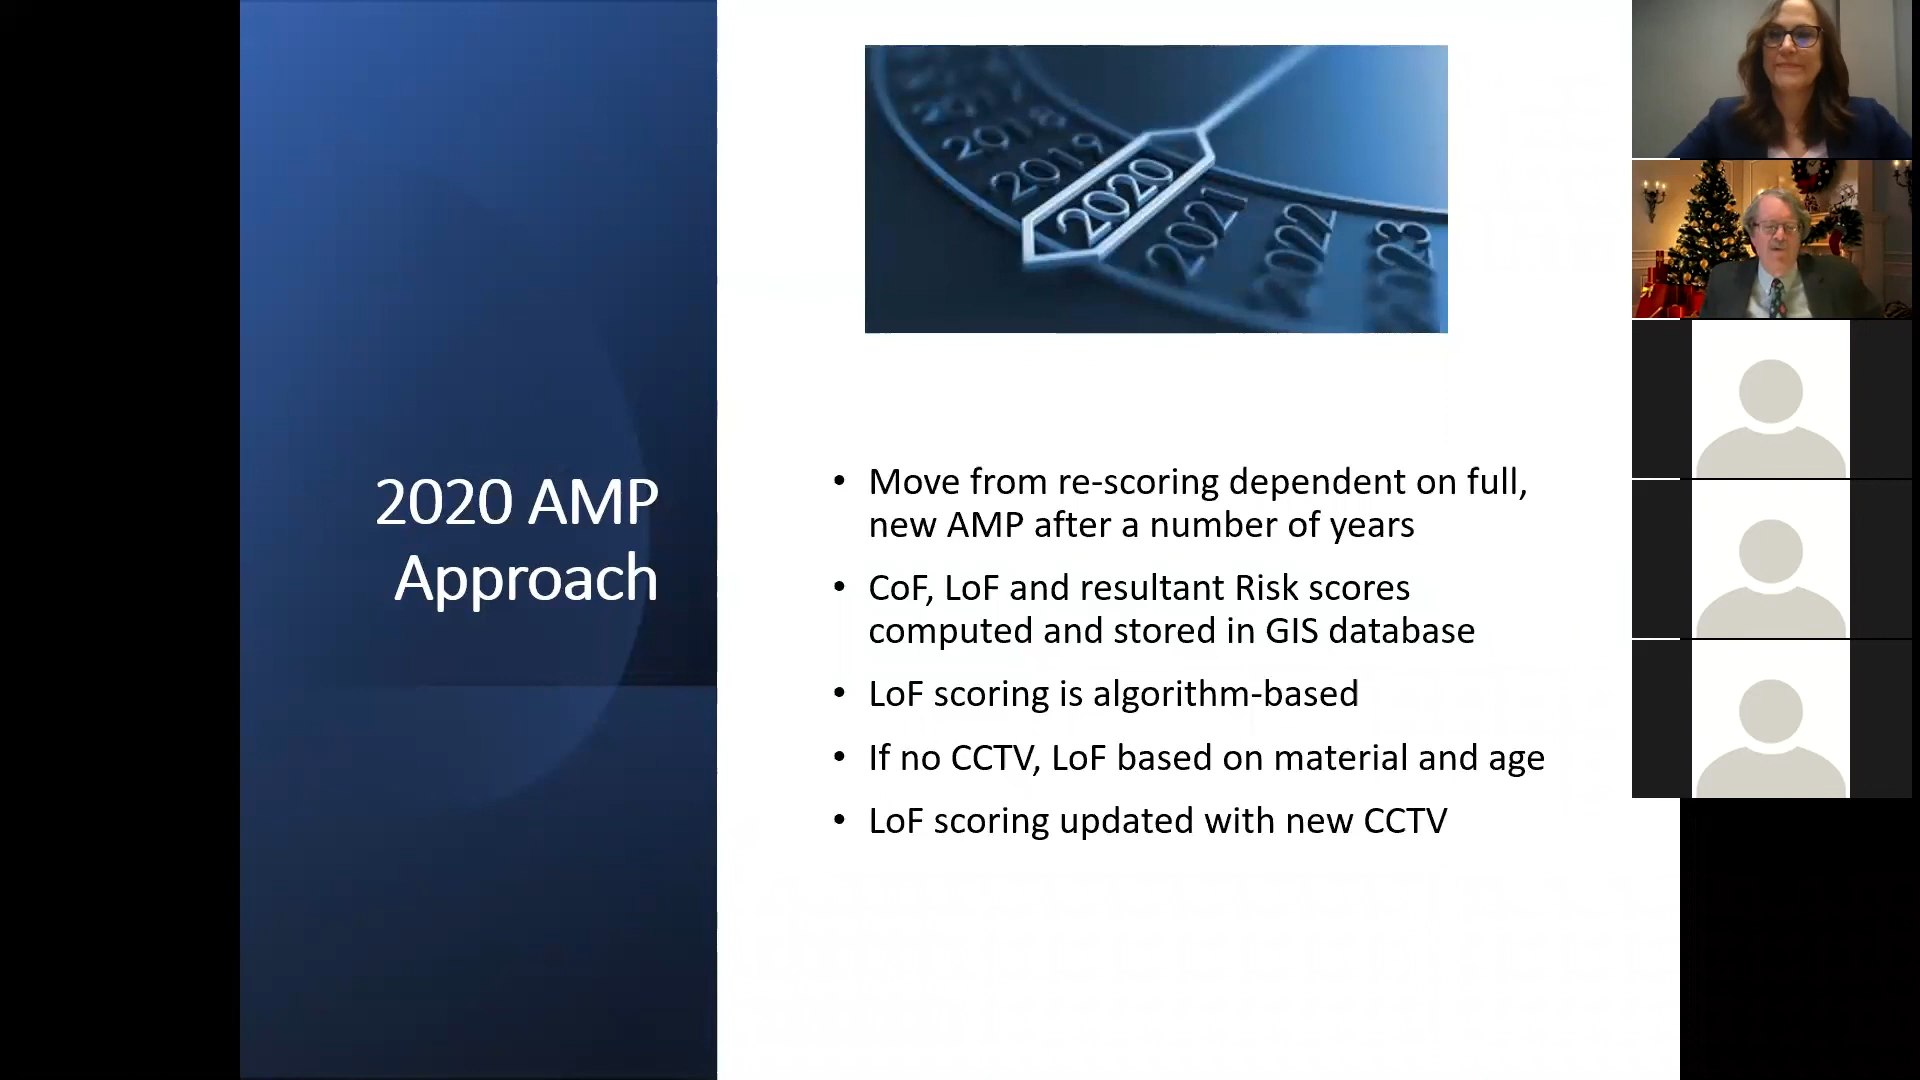 2017
2018
2019
2020
2021
2022
2023
2020 AMP
Approach
• Move from re-scoring dependent on full,
new AMP after a number of years
• CoF, LoF and resultant Risk scores
computed and stored in GIS database
• LoF scoring is algorithm-based
• If no CCTV, LoF based on material and age
• LoF scoring updated with new CCTV